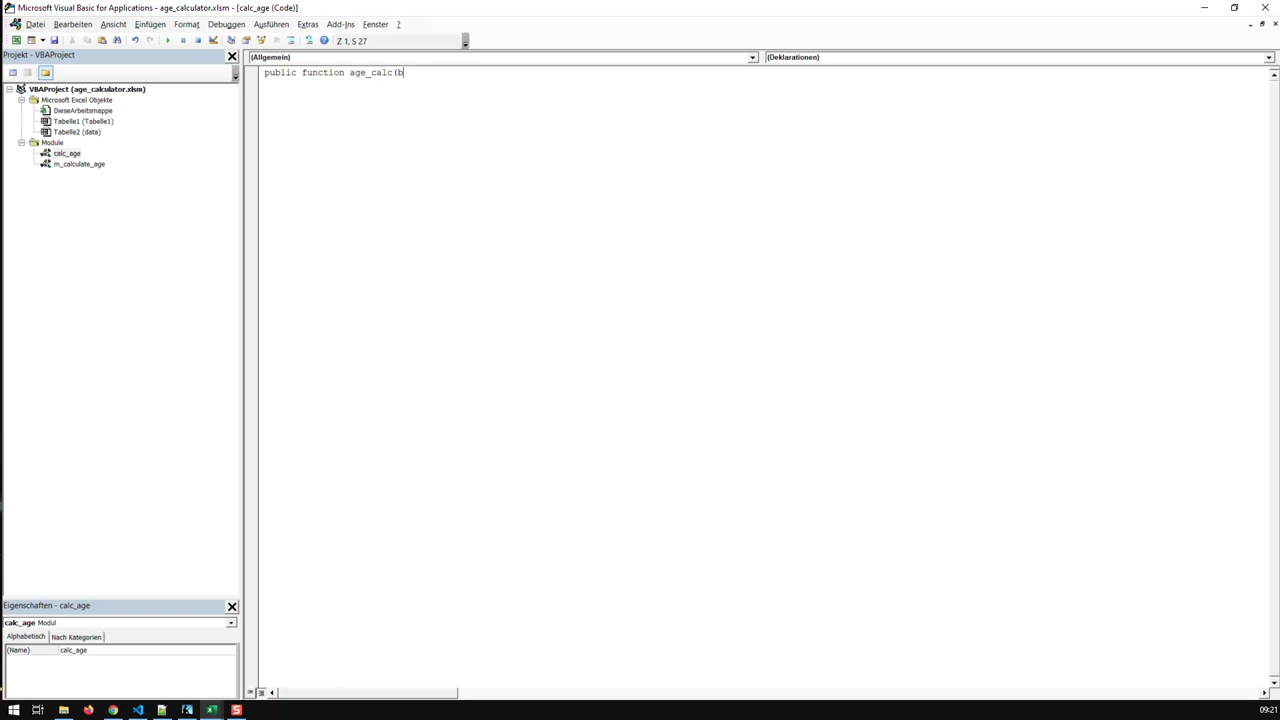 Microsoft Visual Basic for Applications - age_calculator.xlsm - [calc_age (Code)]
Datei Bearbeiten Ansicht Einfügen Format Debuggen Ausführen Extras Add-Ins Fenster ?
Z 1, S 27
Projekt - VBAProject
(Allgemein)
(Deklarationen)
public function age_calc(b
VBAProject (age_calculator.xlsm)
Microsoft Excel Objekte
DieseArbeitsmappe
Tabelle1 (Tabelle1)
Tabelle2 (data)
Module
calc_age
m_calculate_age
Eigenschaften - calc_age
calc_age Modul
Alphabetisch Nach Kategorien
(Name) calc_age
09:21